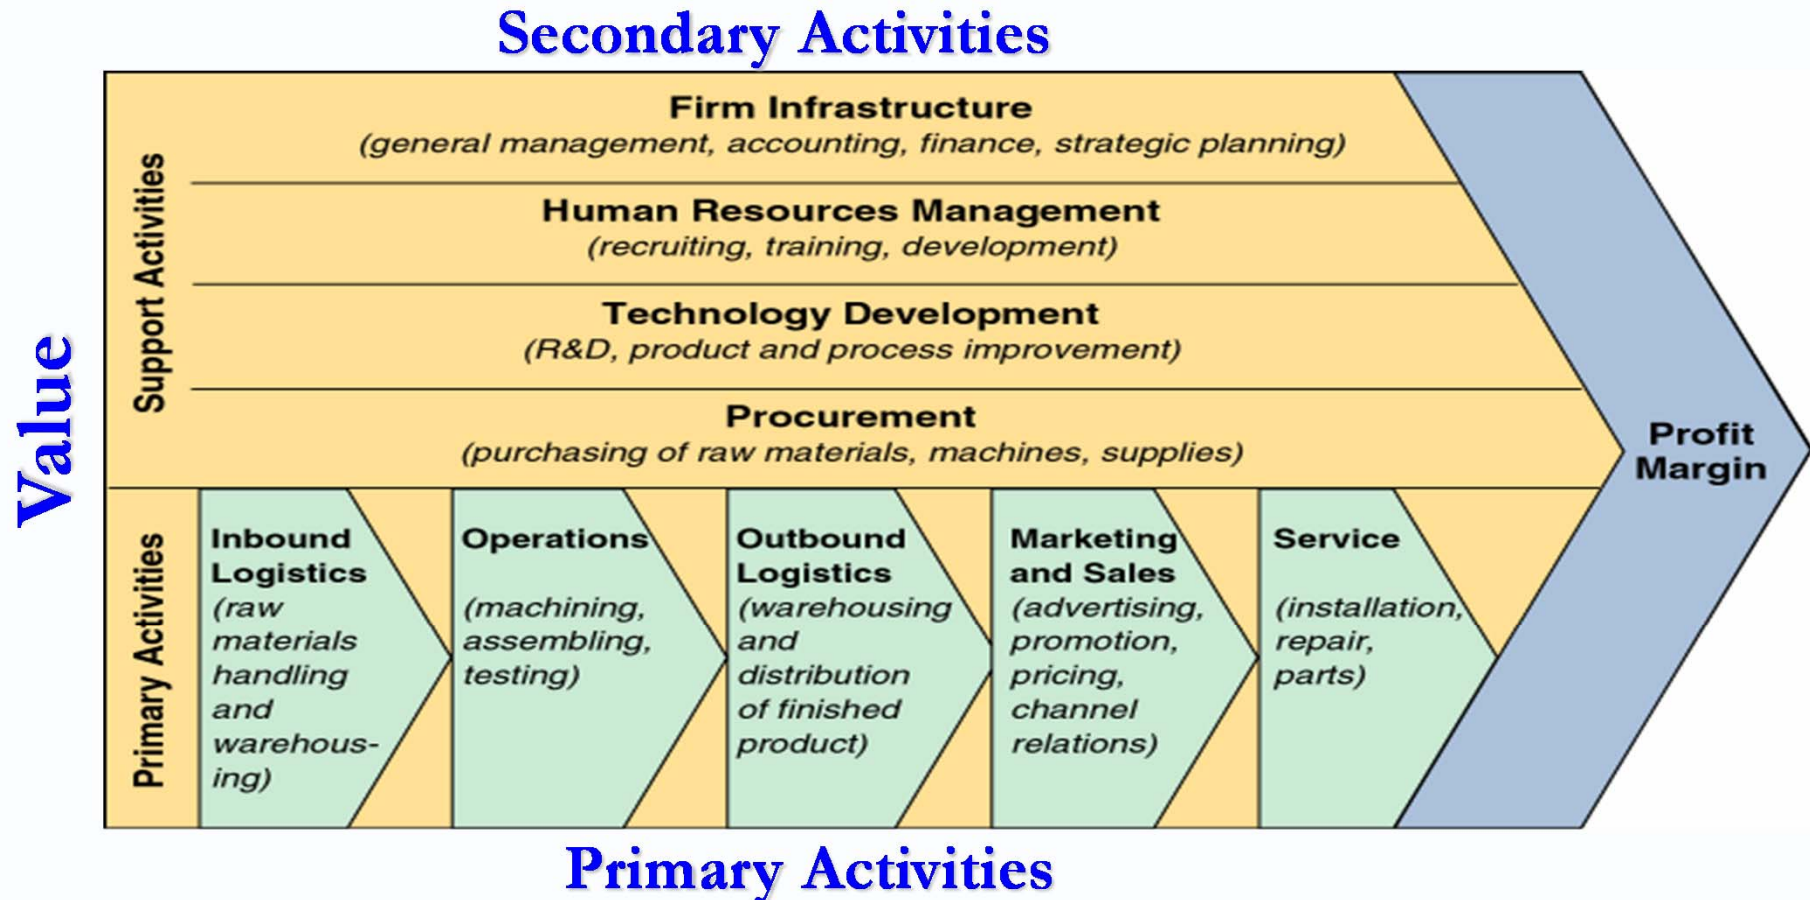 Secondary Activities
Value
Support Activities
Firm Infrastructure
(general management, accounting, finance, strategic planning)
Human Resources Management
(recruiting, training, development)
Technology Development
(R&D, product and process improvement)
Procurement
(purchasing of raw materials, machines, supplies)
Profit
Margin
Primary Activities
Inbound
Logistics
(raw
materials
handling
and
warehous-
ing)
Operations
(machining,
assembling,
testing)
Outbound
Logistics
(warehousing
and
distribution
of finished
product)
Marketing
and Sales
(advertising,
promotion,
pricing,
channel
relations)
Service
(installation,
repair,
parts)
Primary Activities